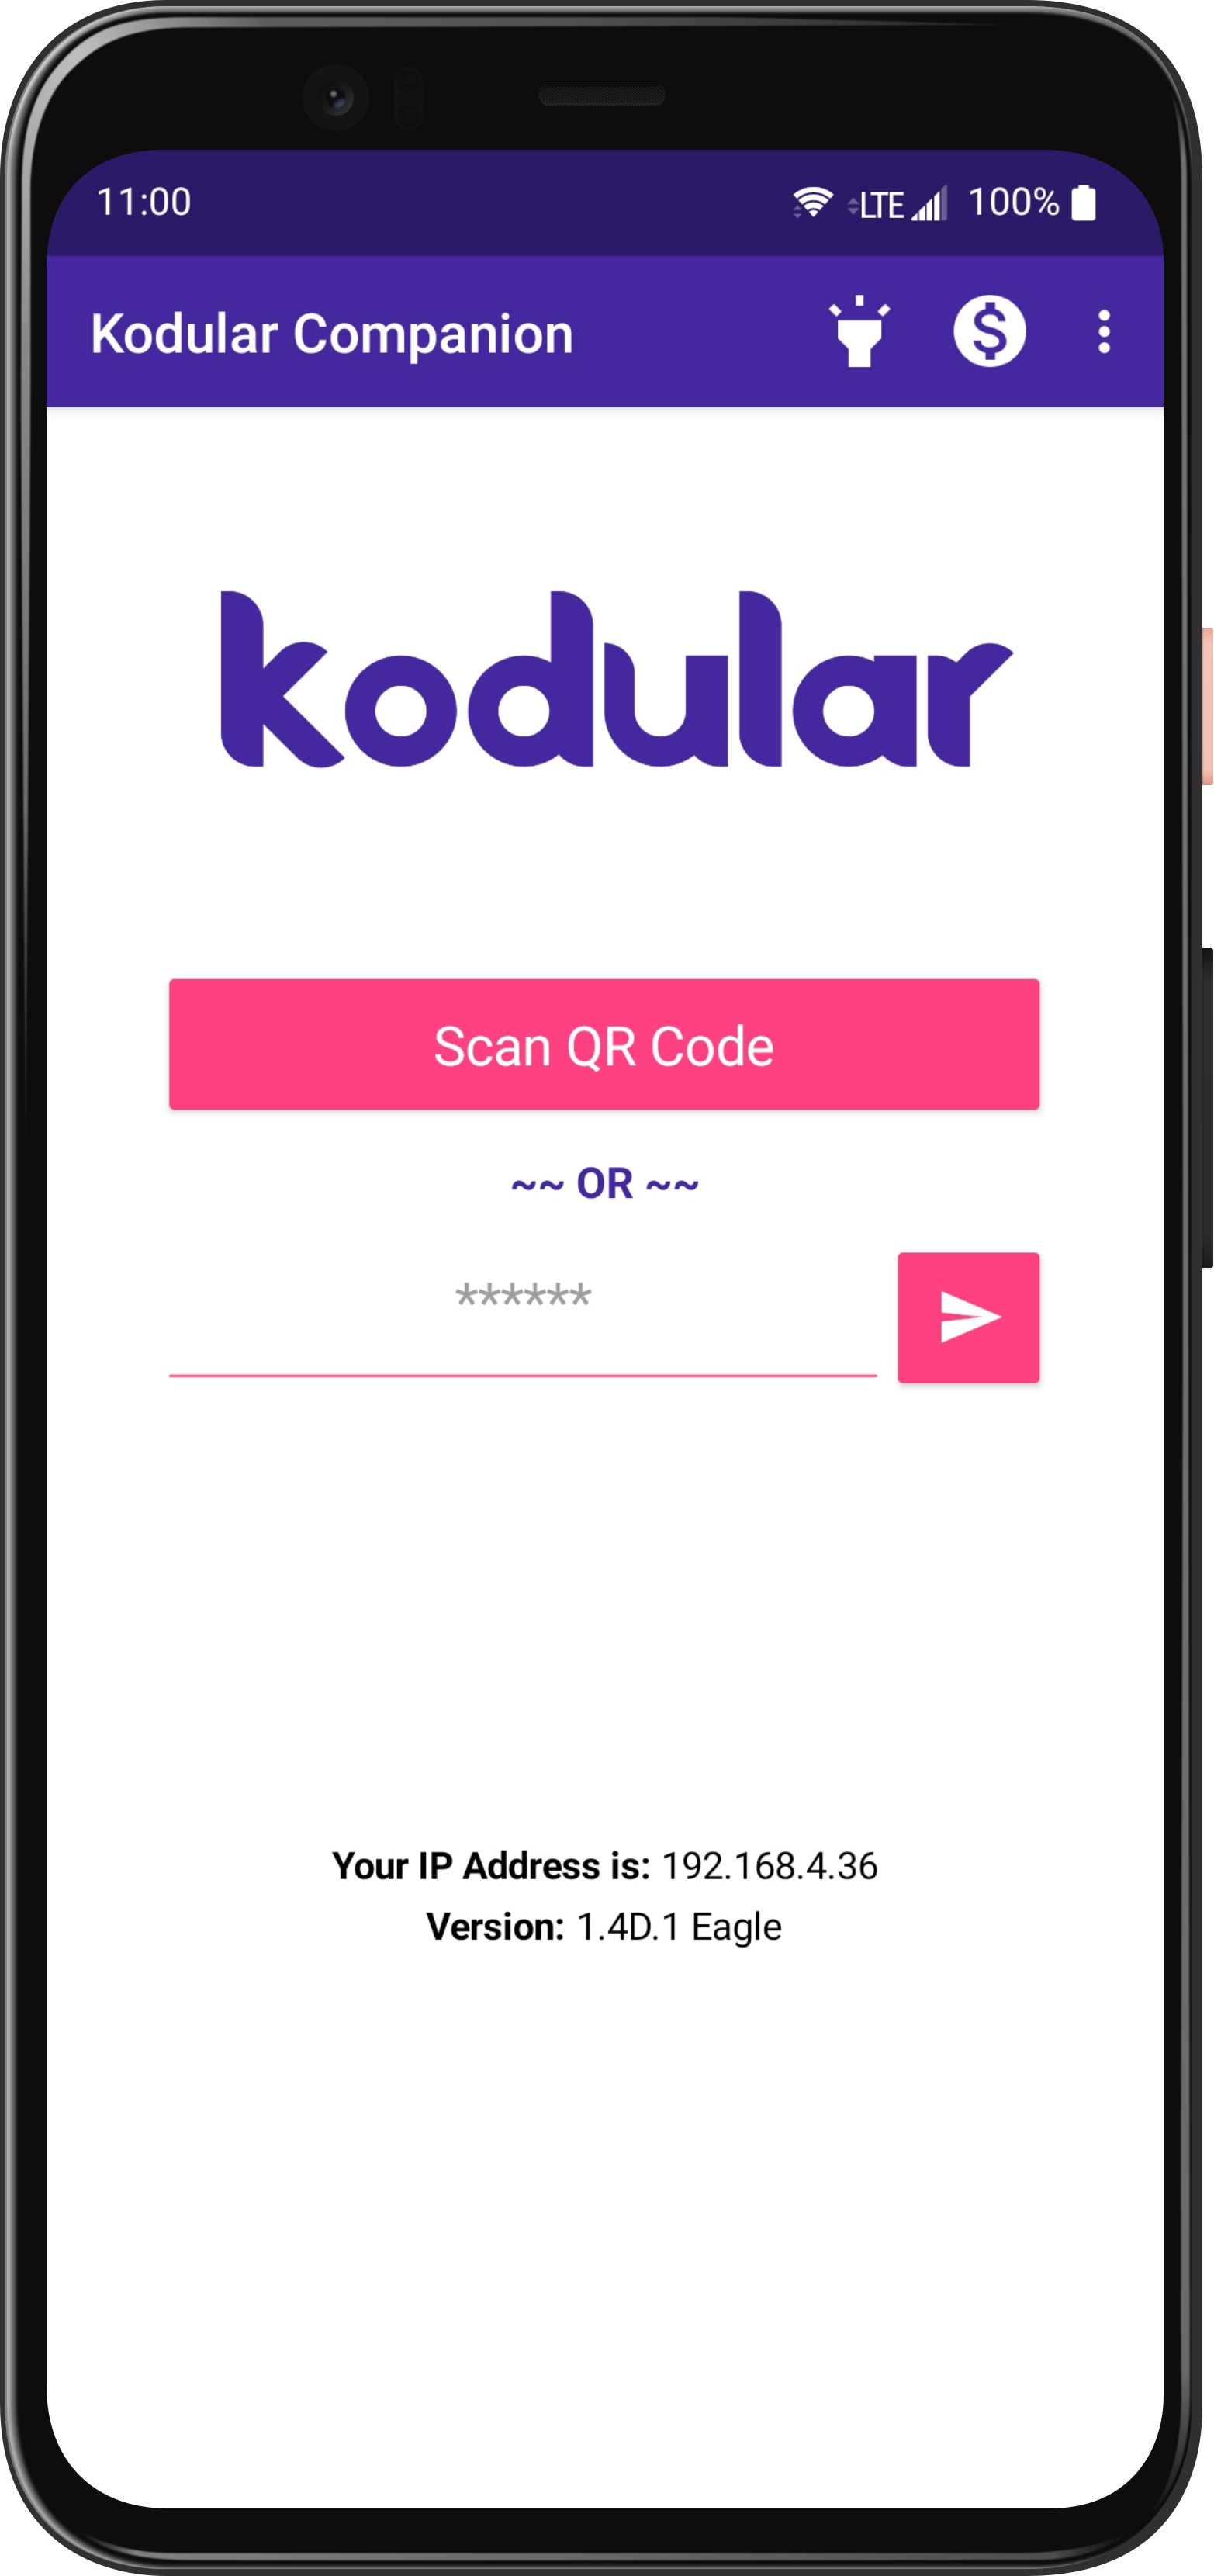 11:00 LTE 100%
Kodular Companion
kodular
Scan QR Code
~~ OR ~~
******
Your IP Address is: 192.168.4.36
Version: 1.4D.1 Eagle